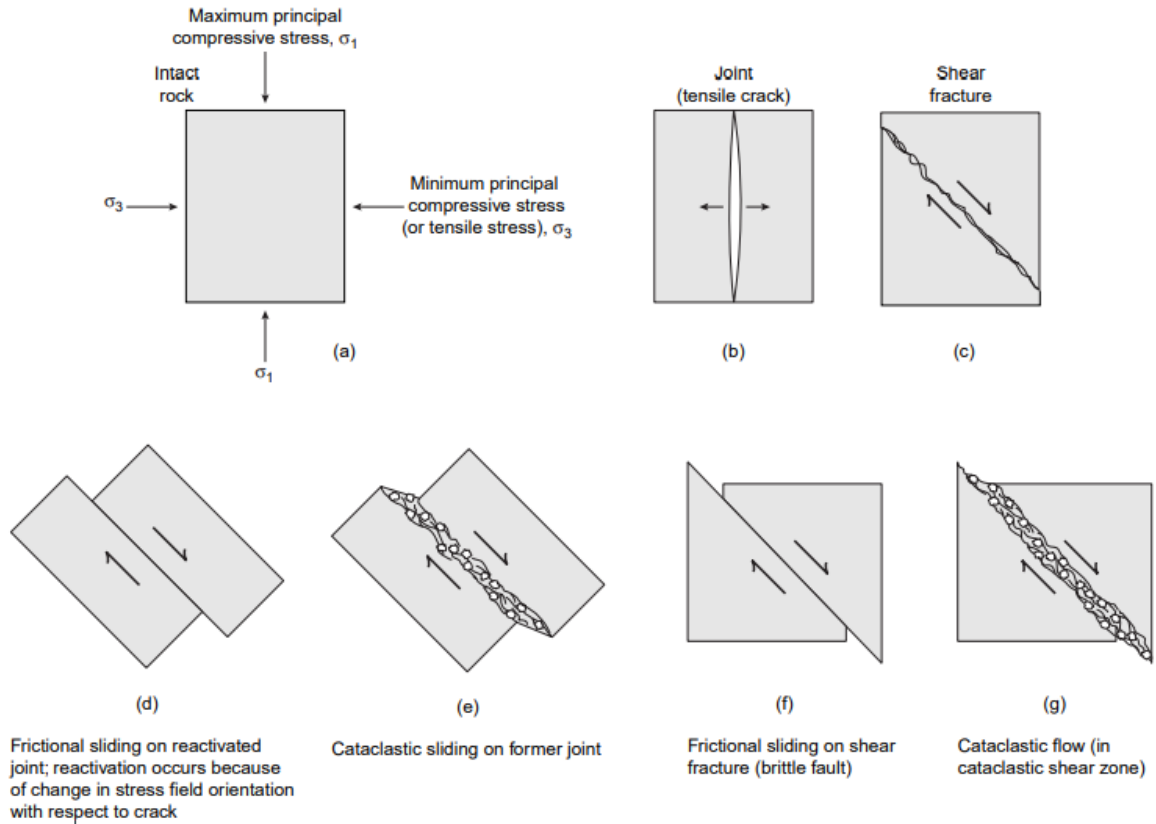 Maximum principal
compressive stress, σ1
Intact
rock
σ3
Minimum principal
compressive stress
(or tensile stress), σ3
σ1
(a)
Joint
(tensile crack)
(b)
Shear
fracture
(c)
(d)
Frictional sliding on reactivated
joint; reactivation occurs because
of change in stress field orientation
with respect to crack
(e)
Cataclastic sliding on former joint
(f)
Frictional sliding on shear
fracture (brittle fault)
(g)
Cataclastic flow (in
cataclastic shear zone)